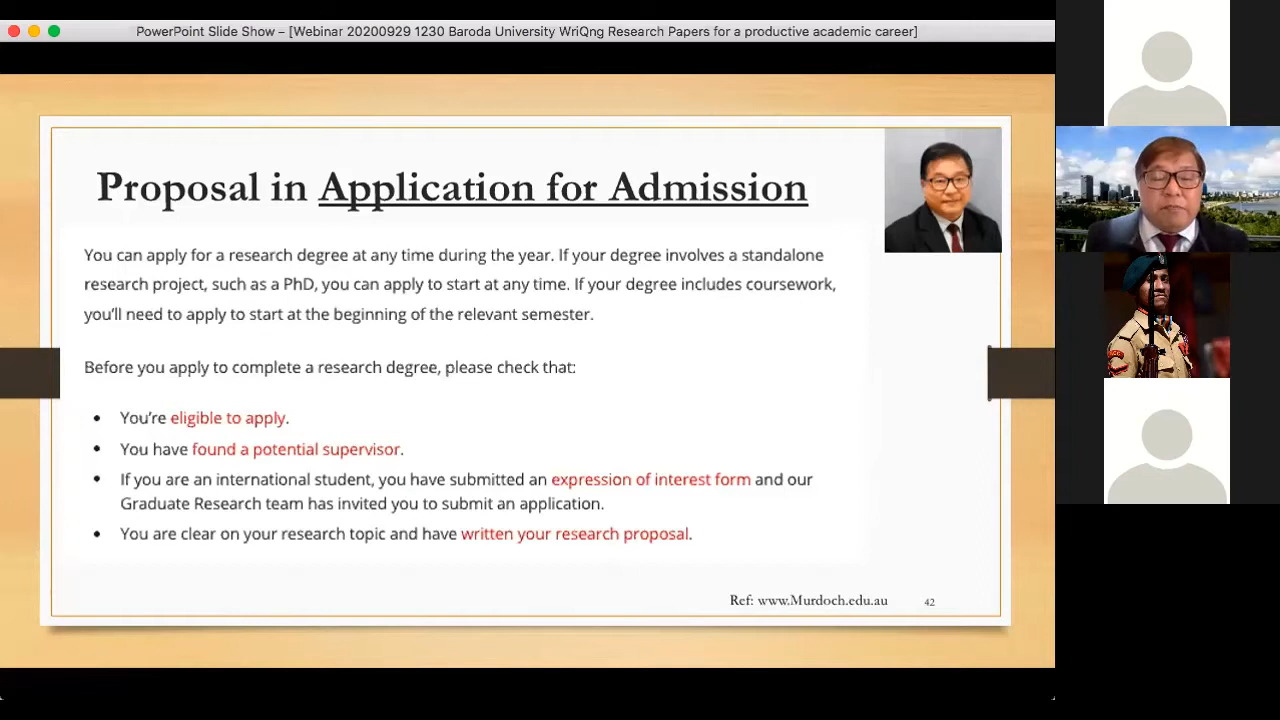 PowerPoint Slide Show – [Webinar 20200929 1230 Baroda University WriQng Research Papers for a productive academic career]
Proposal in Application for Admission
You can apply for a research degree at any time during the year. If your degree involves a standalone
research project, such as a PhD, you can apply to start at any time. If your degree includes coursework,
you'll need to apply to start at the beginning of the relevant semester.
Before you apply to complete a research degree, please check that:
• You're eligible to apply.
• You have found a potential supervisor.
• If you are an international student, you have submitted an expression of interest form and our
Graduate Research team has invited you to submit an application.
• You are clear on your research topic and have written your research proposal.
Ref: www.Murdoch.edu.au 42